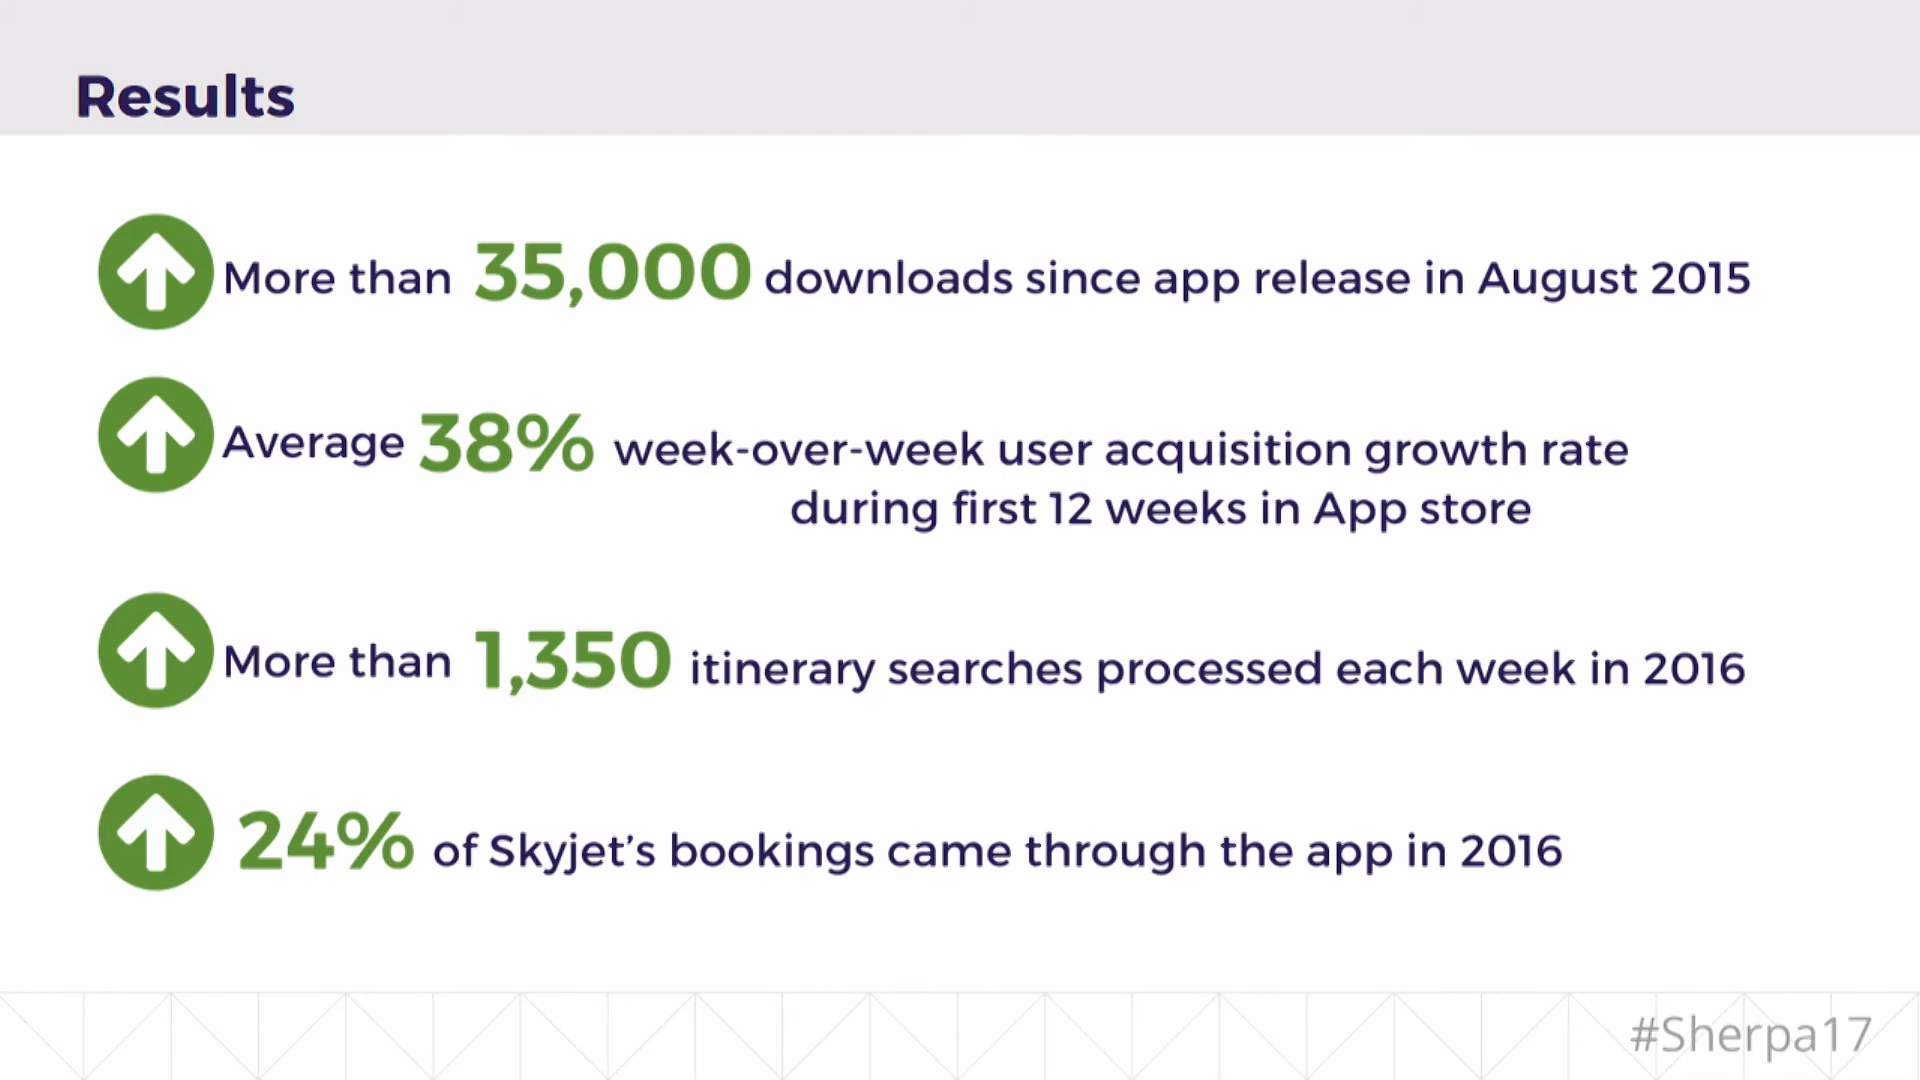 Results
More than 35,000 downloads since app release in August 2015
Average 38% week-over-week user acquisition growth rate
during first 12 weeks in App store
More than 1,350 itinerary searches processed each week in 2016
24% of Skyjet’s bookings came through the app in 2016
#Sherpa17